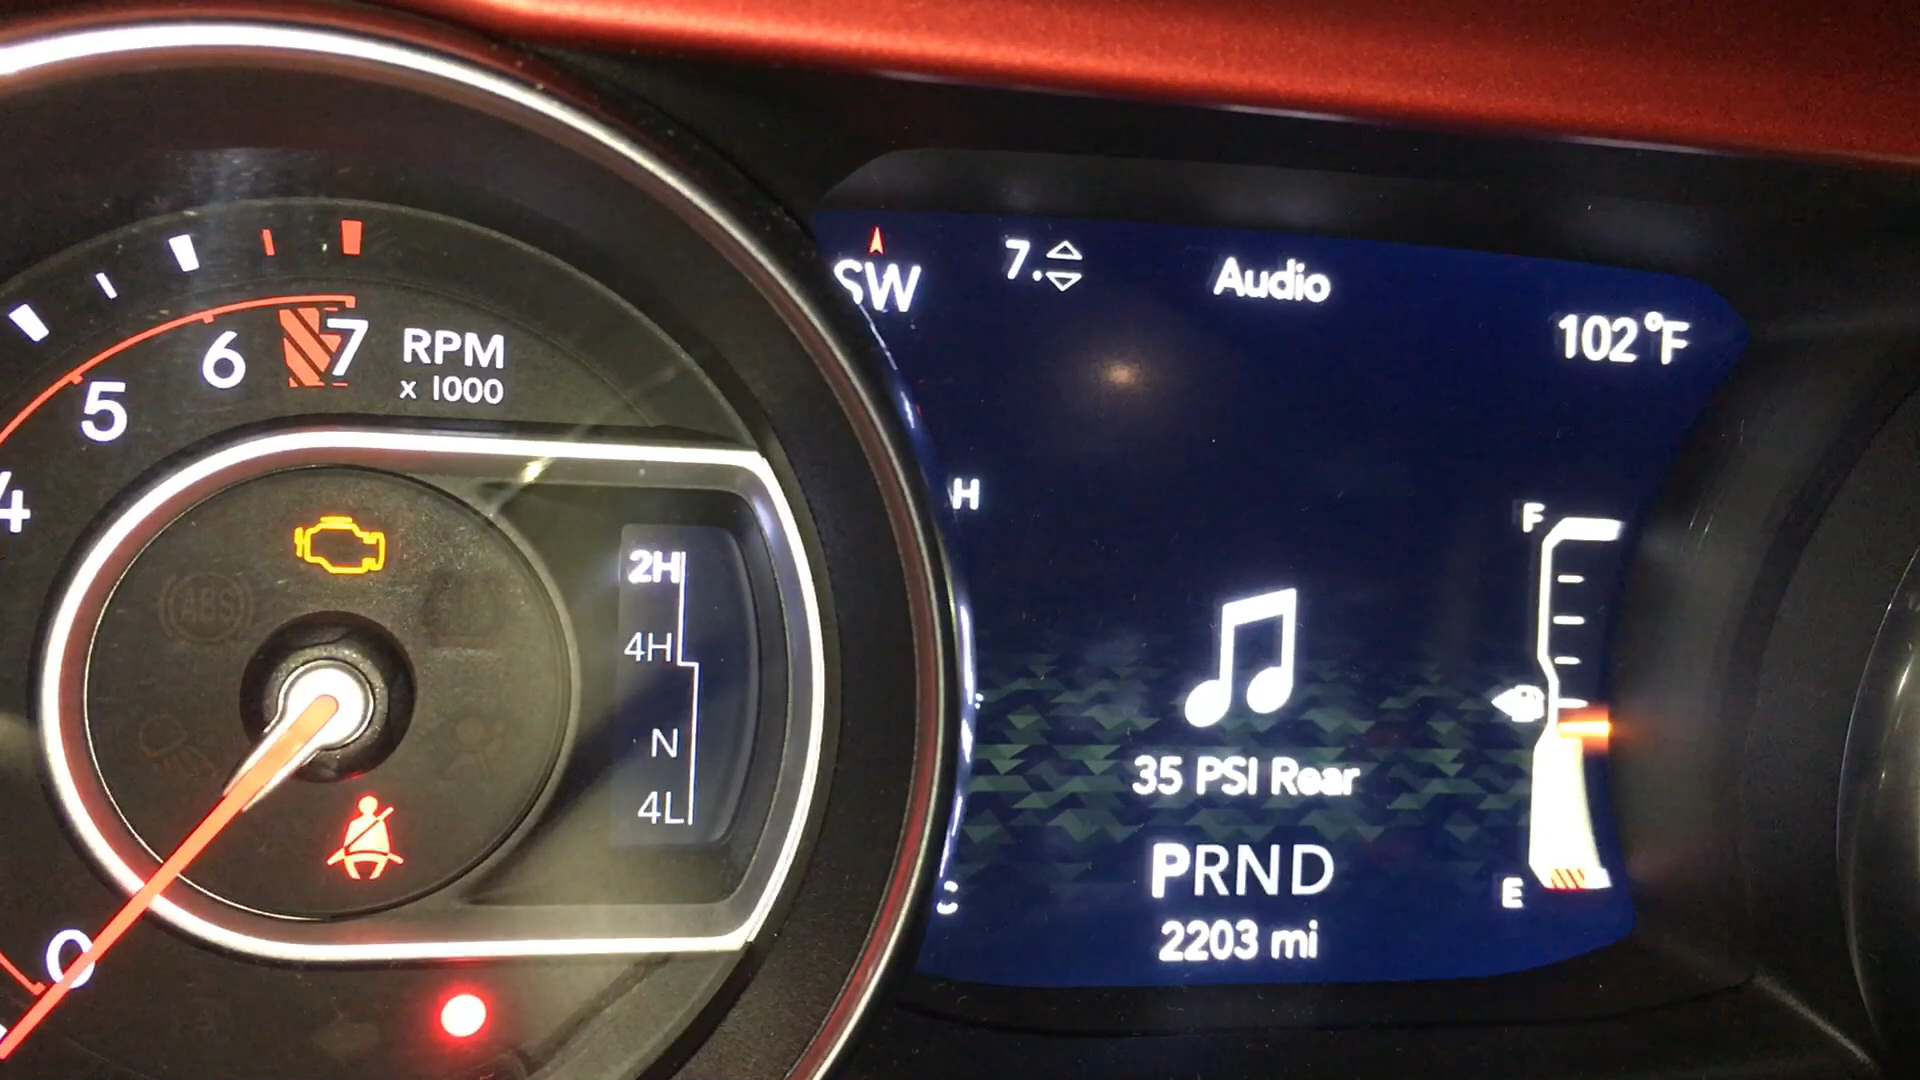 SW
7.
Audio
102°F
4
5
6
7
RPM
x 1000
0
ABS
2H
4H
N
4L
H
C
F
E
35 PSI Rear
PRND
2203 mi